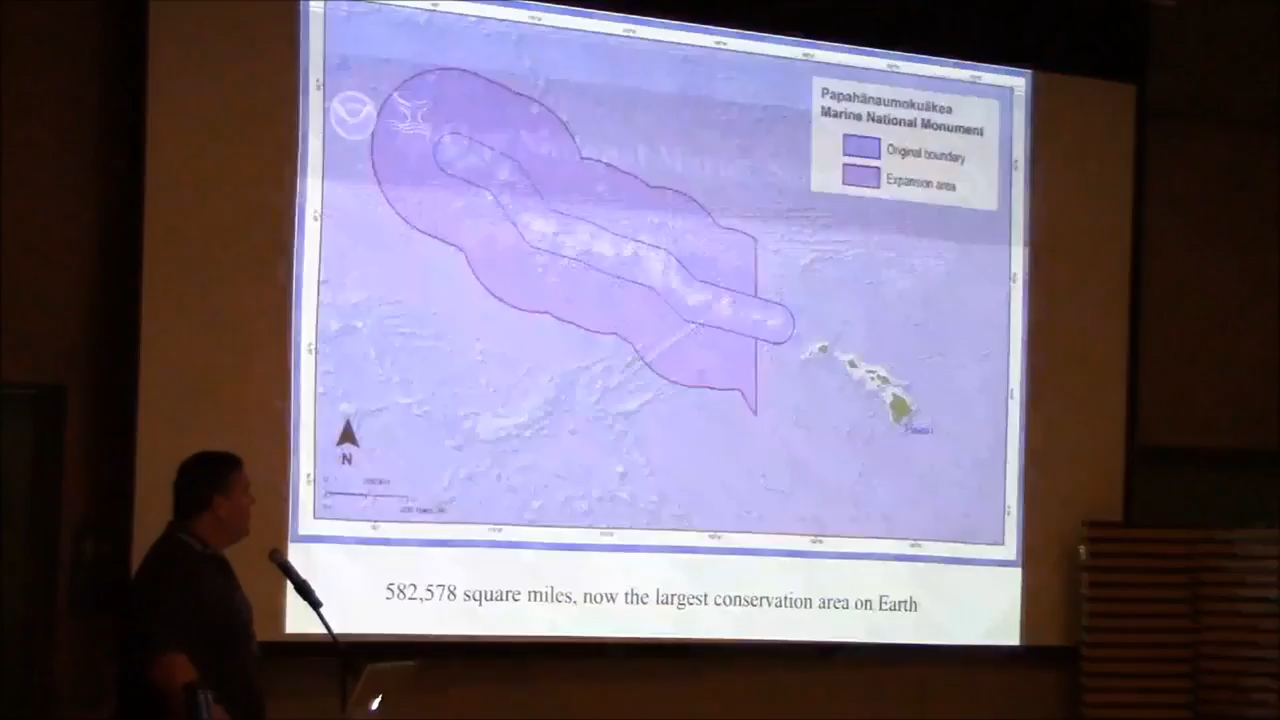 Papahānaumokuākea
Marine National Monument
Original boundary
Expansion area
N
582,578 square miles, now the largest conservation area on Earth